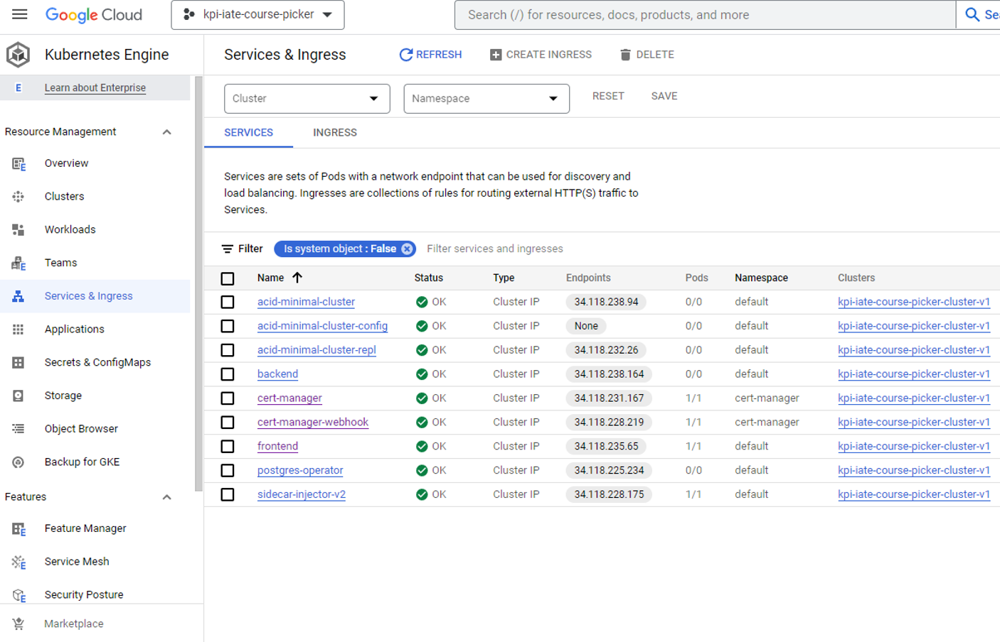 Google Cloud
kpi-iate-course-picker
Search (/) for resources, docs, products, and more
Kubernetes Engine
Services & Ingress
REFRESH
CREATE INGRESS
DELETE
E Learn about Enterprise
Cluster
Namespace
RESET
SAVE
Resource Management
SERVICES
INGRESS
Overview
Clusters
Workloads
Teams
Services & Ingress
Applications
Secrets & ConfigMaps
Storage
Object Browser
Backup for GKE
Features
Feature Manager
Service Mesh
Security Posture
Marketplace
Services are sets of Pods with a network endpoint that can be used for discovery and
load balancing. Ingresses are collections of rules for routing external HTTP(S) traffic to
Services.
Filter Is system object : False Filter services and ingresses
Name Status Type Endpoints Pods Namespace Clusters
acid-minimal-cluster OK Cluster IP 34.118.238.94 0/0 default kpi-iate-course-picker-cluster-v1
acid-minimal-cluster-config OK Cluster IP None 0/0 default kpi-iate-course-picker-cluster-v1
acid-minimal-cluster-repl OK Cluster IP 34.118.232.26 0/0 default kpi-iate-course-picker-cluster-v1
backend OK Cluster IP 34.118.238.164 0/0 default kpi-iate-course-picker-cluster-v1
cert-manager OK Cluster IP 34.118.231.167 1/1 cert-manager kpi-iate-course-picker-cluster-v1
cert-manager-webhook OK Cluster IP 34.118.228.219 1/1 cert-manager kpi-iate-course-picker-cluster-v1
frontend OK Cluster IP 34.118.235.65 1/1 default kpi-iate-course-picker-cluster-v1
postgres-operator OK Cluster IP 34.118.225.234 0/0 default kpi-iate-course-picker-cluster-v1
sidecar-injector-v2 OK Cluster IP 34.118.228.175 1/1 default kpi-iate-course-picker-cluster-v1